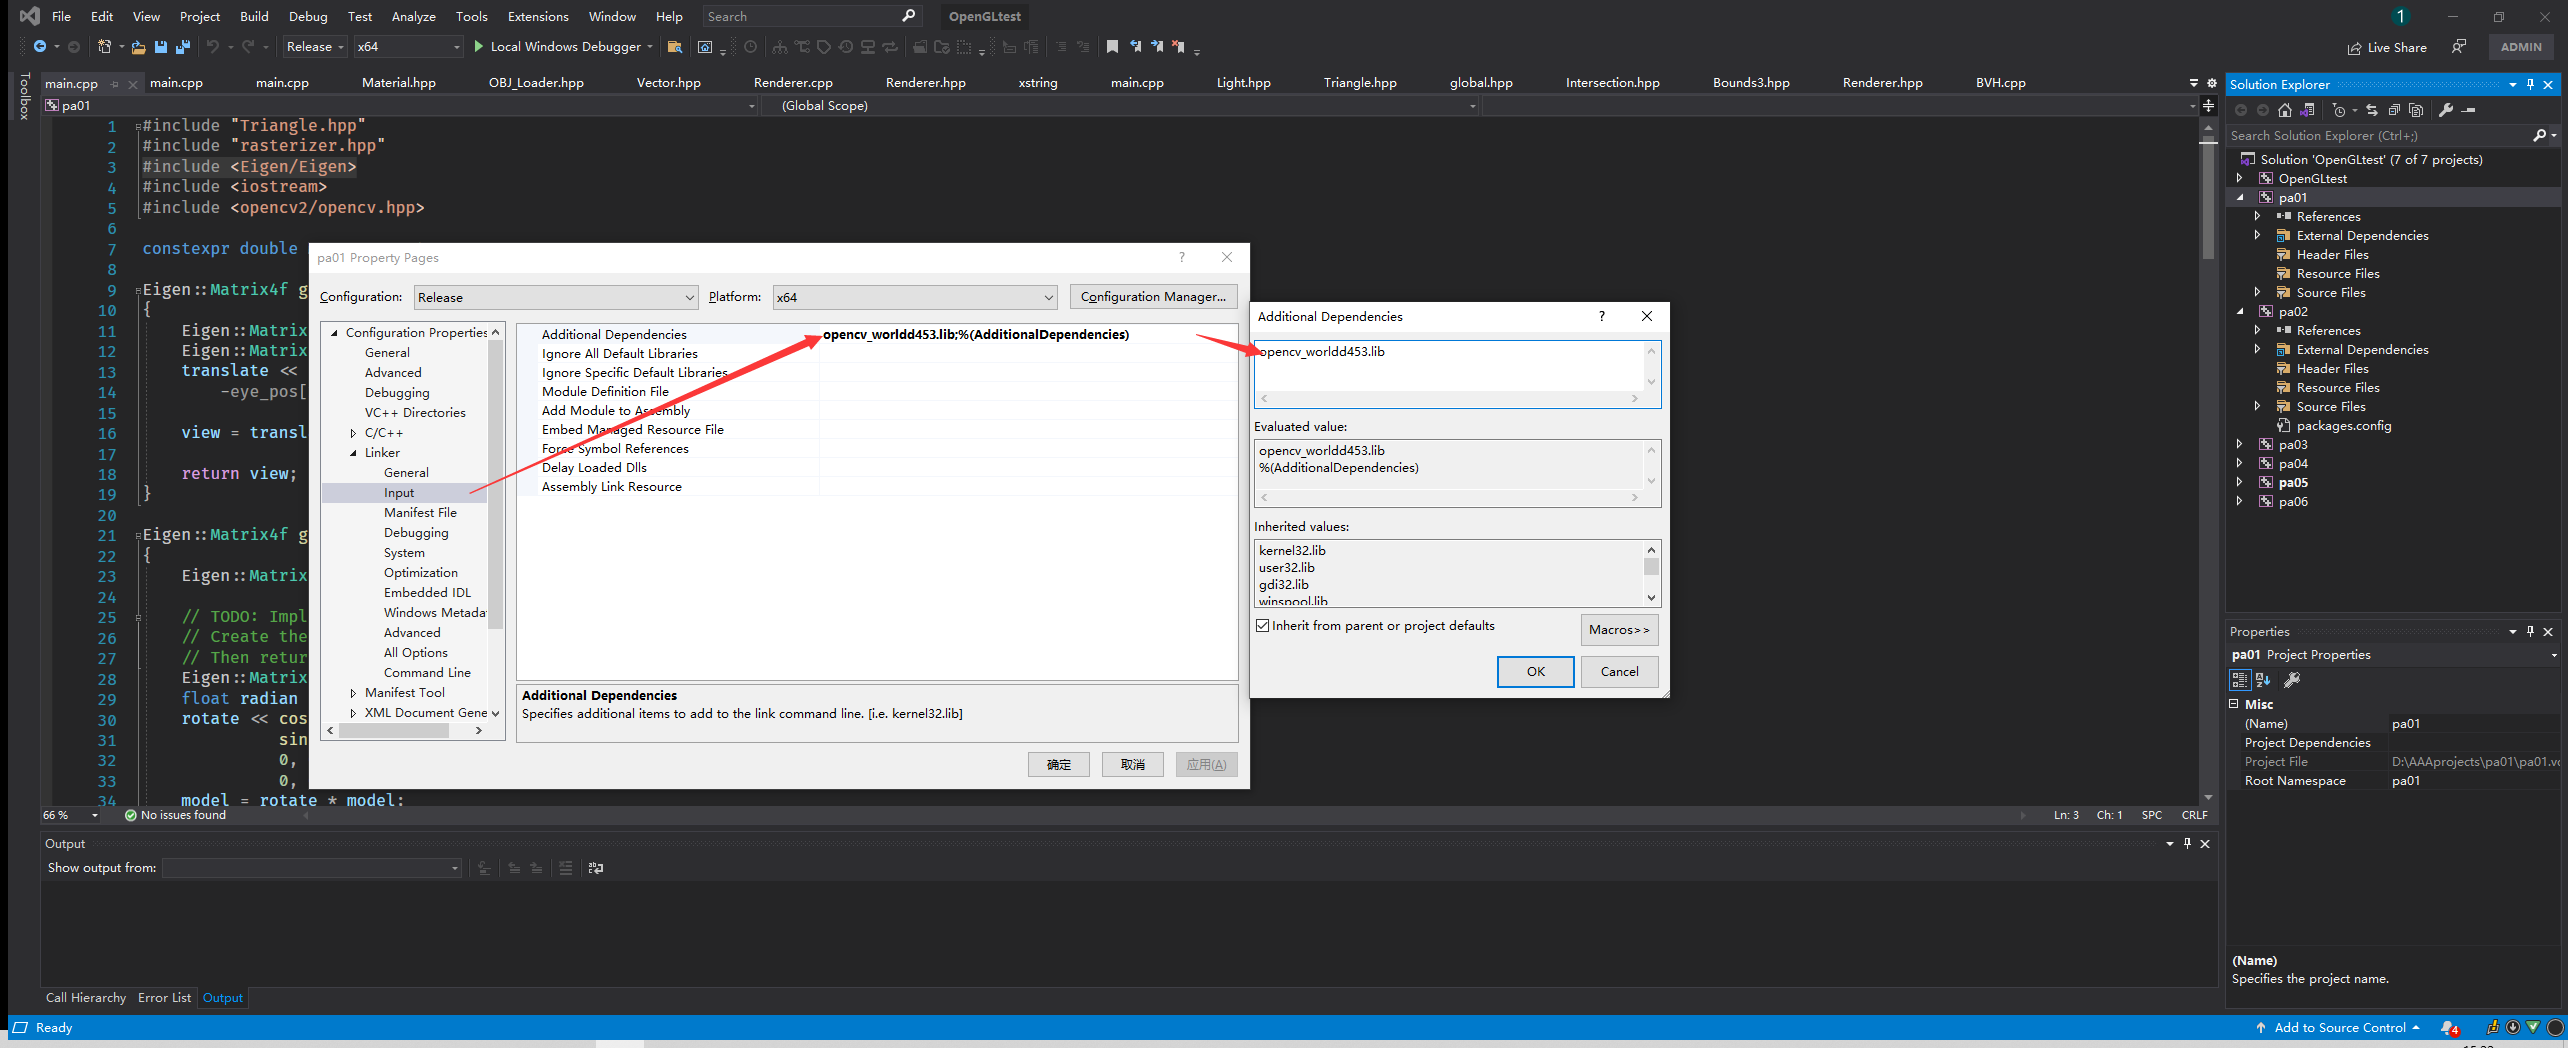 File Edit View Project Build Debug Test Analyze Tools Extensions Window Help Search OpenGLtest 1
Release x64 Local Windows Debugger Live Share ADMIN
Toolbox
main.cpp main.cpp main.cpp Material.hpp OBJ_Loader.hpp Vector.hpp Renderer.cpp Renderer.hpp xstring main.cpp Light.hpp Triangle.hpp global.hpp Intersection.hpp Bounds3.hpp Renderer.hpp BVH.cpp
pa01 (Global Scope)
1 #include "Triangle.hpp"
2 #include "rasterizer.hpp"
3 #include <Eigen/Eigen>
4 #include <iostream>
5 #include <opencv2/opencv.hpp>
6
7 constexpr double
8
9 Eigen::Matrix4f g
10 {
11 Eigen::Matrix
12 Eigen::Matrix
13 translate <<
14 -eye_pos[
15
16 view = transl
17
18 return view;
19 }
20
21 Eigen::Matrix4f g
22 {
23 Eigen::Matrix
24
25 // TODO: Impl
26 // Create the
27 // Then retur
28 Eigen::Matrix
29 float radian
30 rotate << cos
31 sin
32 0,
33 0,
34 model = rotate * model;
66 % No issues found Ln: 3 Ch: 1 SPC CRLF
pa01 Property Pages ?
Configuration: Release Platform: x64 Configuration Manager...
Configuration Properties
General
Advanced
Debugging
VC++ Directories
C/C++
Linker
General
Input
Manifest File
Debugging
System
Optimization
Embedded IDL
Windows Metada
Advanced
All Options
Command Line
Manifest Tool
XML Document Gene
Additional Dependencies opencv_worldd453.lib;%(AdditionalDependencies)
Ignore All Default Libraries
Ignore Specific Default Libraries
Module Definition File
Add Module to Assembly
Embed Managed Resource File
Force Symbol References
Delay Loaded Dlls
Assembly Link Resource
Additional Dependencies
Specifies additional items to add to the link command line. [i.e. kernel32.lib]
确定 取消 应用(A)
Additional Dependencies ?
opencv_worldd453.lib
Evaluated value:
opencv_worldd453.lib
%(AdditionalDependencies)
Inherited values:
kernel32.lib
user32.lib
gdi32.lib
winspool.lib
Inherit from parent or project defaults
Macros>>
OK Cancel
Output
Show output from:
Call Hierarchy Error List Output
Solution Explorer
Search Solution Explorer (Ctrl+;)
Solution 'OpenGLtest' (7 of 7 projects)
OpenGLtest
pa01
References
External Dependencies
Header Files
Resource Files
Source Files
pa02
References
External Dependencies
Header Files
Resource Files
Source Files
packages.config
pa03
pa04
pa05
pa06
Properties
pa01 Project Properties
Misc
(Name) pa01
Project Dependencies
Project File D:\AAAprojects\pa01\pa01.vc
Root Namespace pa01
(Name)
Specifies the project name.
Ready Add to Source Control 4